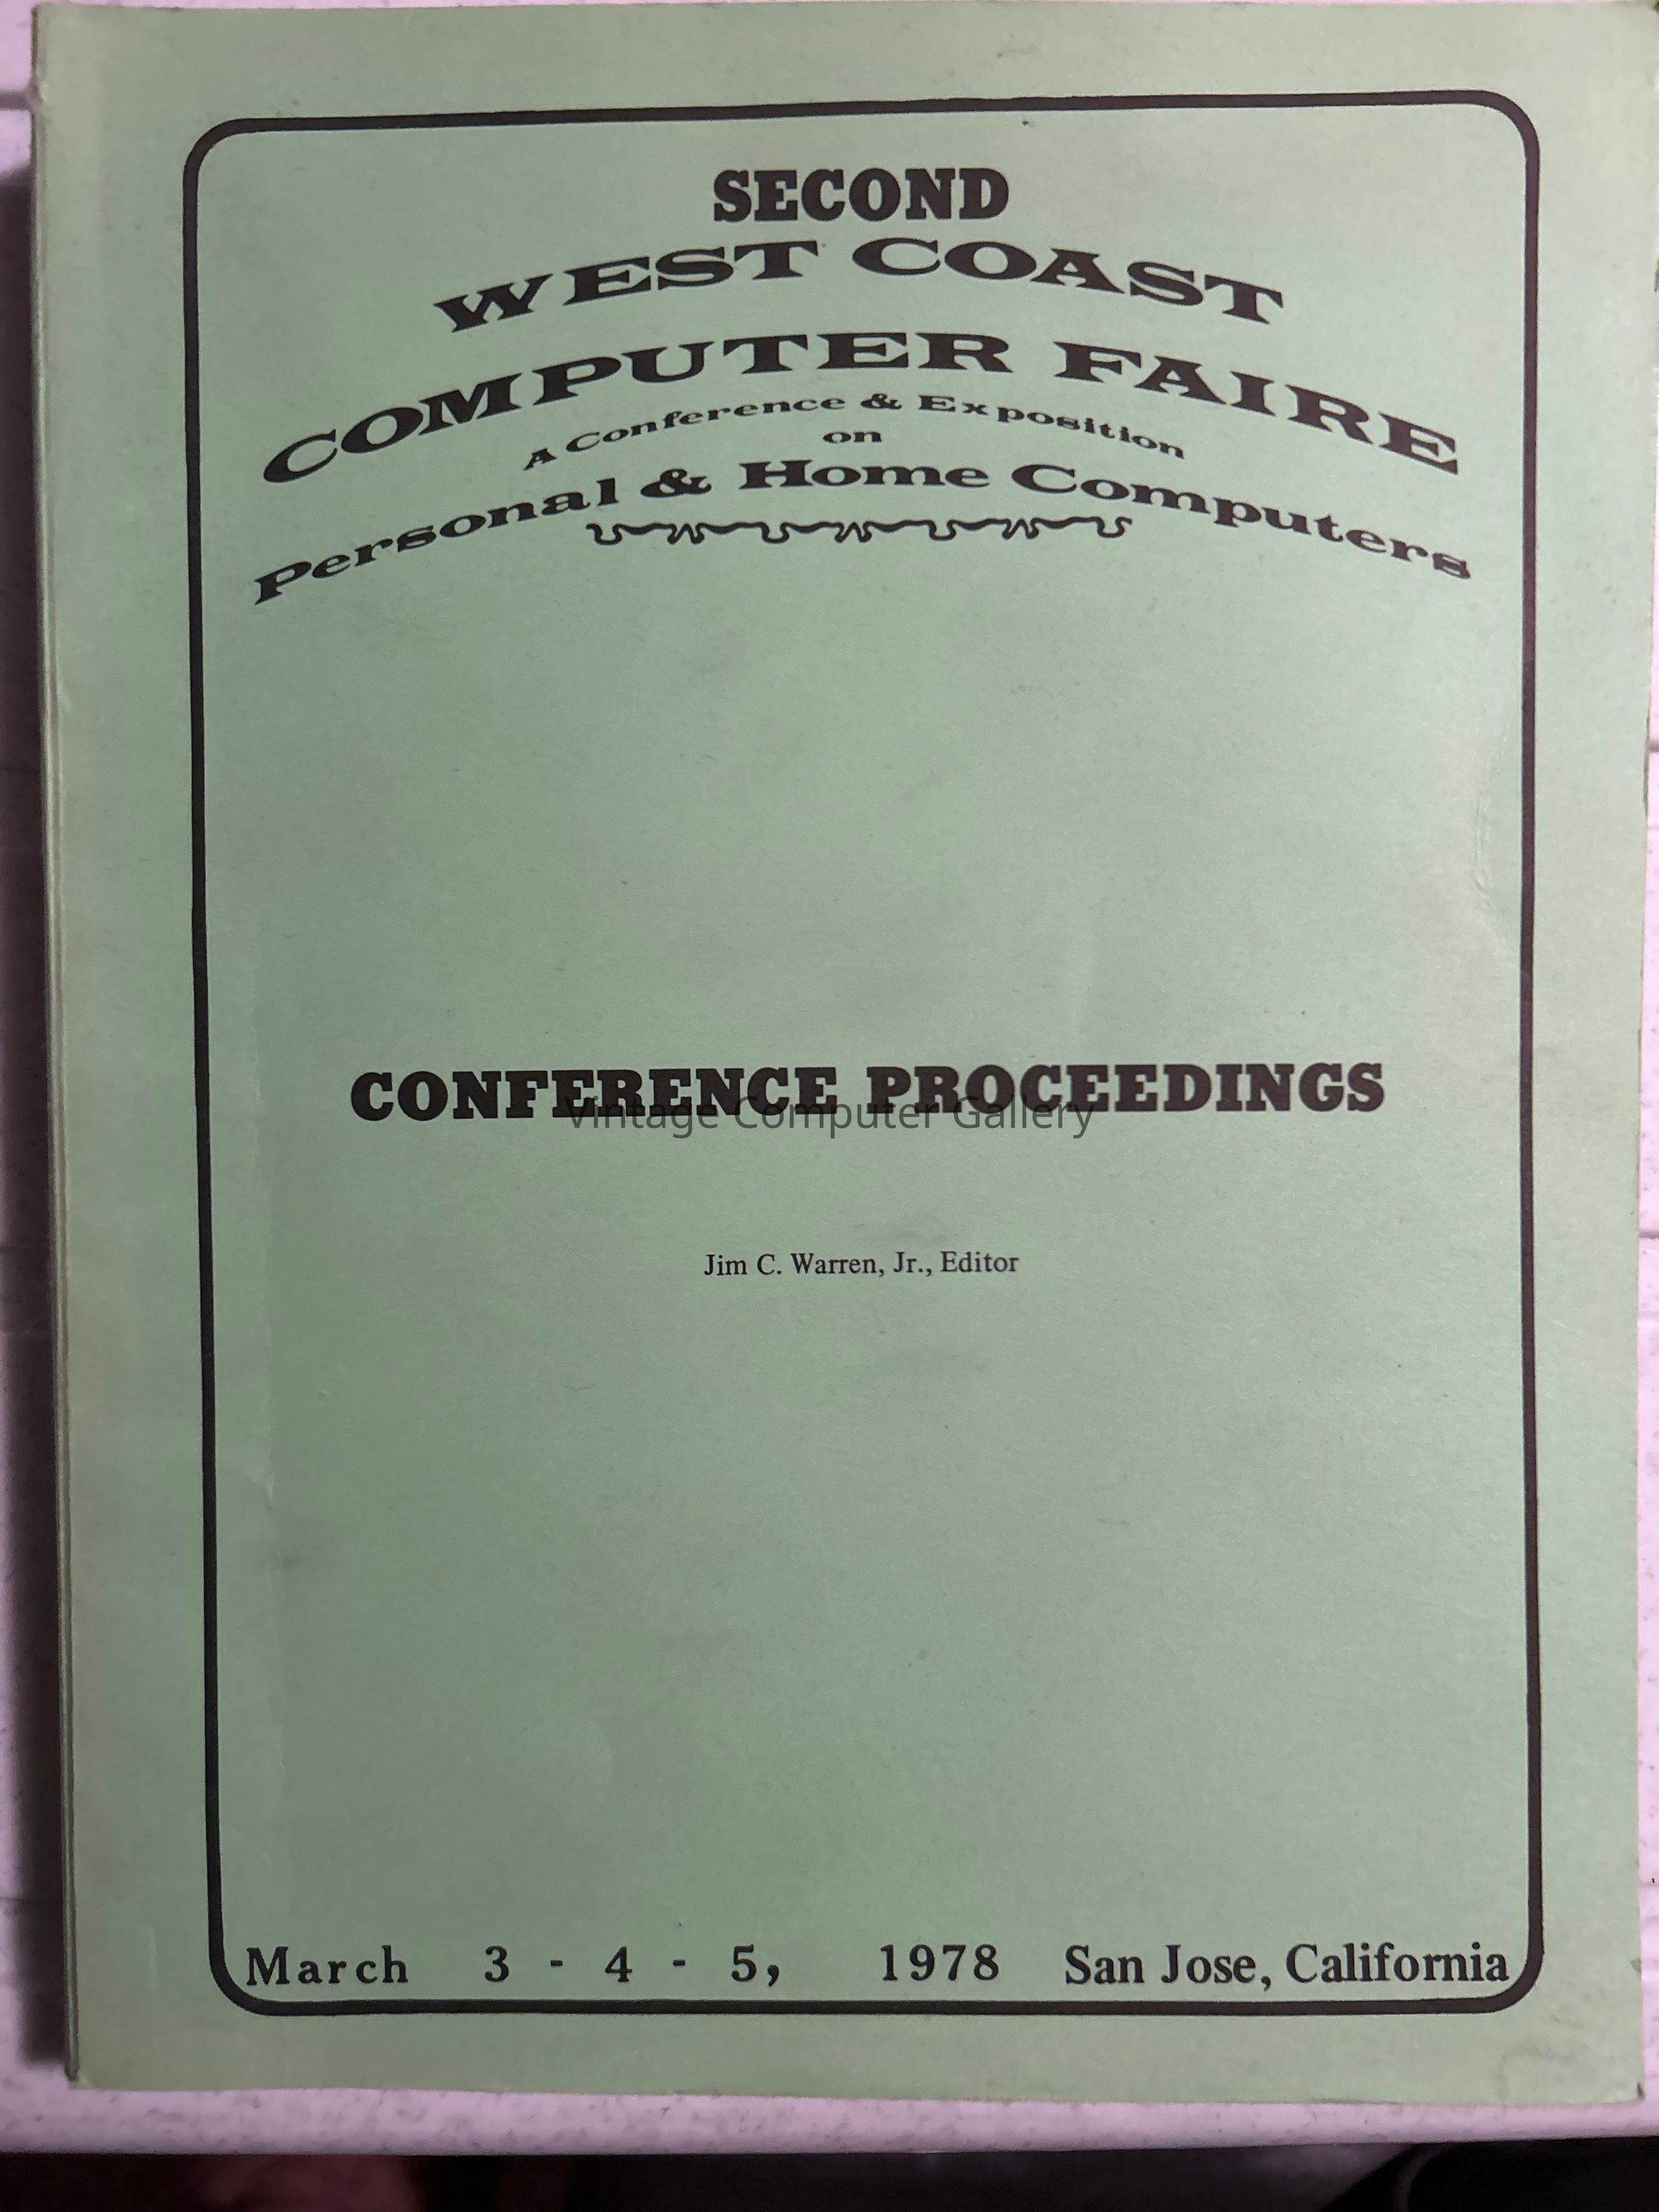 SECOND
WEST COAST
COMPUTER FAIRE
A Conference & Exposition
on
Personal & Home Computers
CONFERENCE PROCEEDINGS
Vintage Computer Gallery
Jim C. Warren, Jr., Editor
March 3 - 4 - 5, 1978 San Jose, California